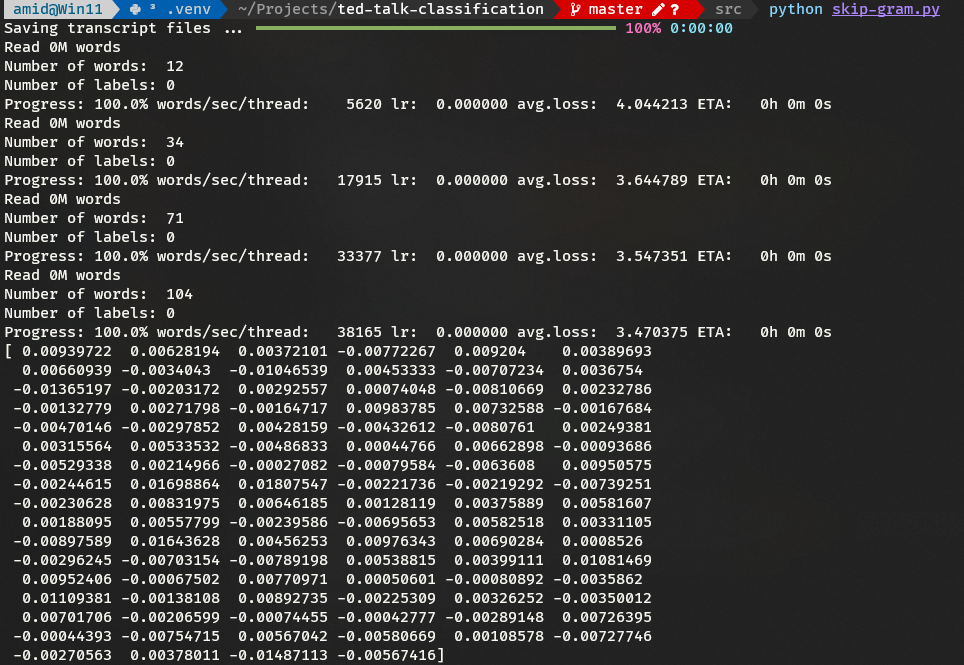 amid@Win11 3 .venv ~/Projects/ted-talk-classification master ? src python skip-gram.py
Saving transcript files ... 100% 0:00:00
Read 0M words
Number of words:  12
Number of labels: 0
Progress: 100.0% words/sec/thread:    5620 lr:  0.000000 avg.loss:  4.044213 ETA:   0h 0m 0s
Read 0M words
Number of words:  34
Number of labels: 0
Progress: 100.0% words/sec/thread:   17915 lr:  0.000000 avg.loss:  3.644789 ETA:   0h 0m 0s
Read 0M words
Number of words:  71
Number of labels: 0
Progress: 100.0% words/sec/thread:   33377 lr:  0.000000 avg.loss:  3.547351 ETA:   0h 0m 0s
Read 0M words
Number of words:  104
Number of labels: 0
Progress: 100.0% words/sec/thread:   38165 lr:  0.000000 avg.loss:  3.470375 ETA:   0h 0m 0s
[ 0.00939722  0.00628194  0.00372101 -0.00772267  0.009204    0.00389693
  0.00660939 -0.0034043  -0.01046539  0.00453333 -0.00707234  0.0036754
 -0.01365197 -0.00203172  0.00292557  0.00074048 -0.00810669  0.00232786
 -0.00132779  0.00271798 -0.00164717  0.00983785  0.00732588 -0.00167684
 -0.00470146 -0.00297852  0.00428159 -0.00432612 -0.0080761   0.00249381
  0.00315564  0.00533532 -0.00486833  0.00044766  0.00662898 -0.00093686
 -0.00529338  0.00214966 -0.00027082 -0.00079584 -0.0063608   0.00950575
 -0.00244615  0.01698864  0.01807547 -0.00221736 -0.00219292 -0.00739251
 -0.00230628  0.00831975  0.00646185  0.00128119  0.00375889  0.00581607
  0.00188095  0.00557799 -0.00239586 -0.00695653  0.00582518  0.00331105
 -0.00897589  0.01643628  0.00456253  0.00976343  0.00690284  0.0008526
 -0.00296245 -0.00703154 -0.00789198  0.00538815  0.00399111  0.01081469
  0.00952406 -0.00067502  0.00770971  0.00050601 -0.00080892 -0.0035862
  0.01109381 -0.00138108  0.00892735 -0.00225309  0.00326252 -0.00350012
  0.00701706 -0.00206599 -0.00074455 -0.00042777 -0.00289148  0.00726395
 -0.00044393 -0.00754715  0.00567042 -0.00580669  0.00108578 -0.00727746
 -0.00270563  0.00378011 -0.01487113 -0.00567416]